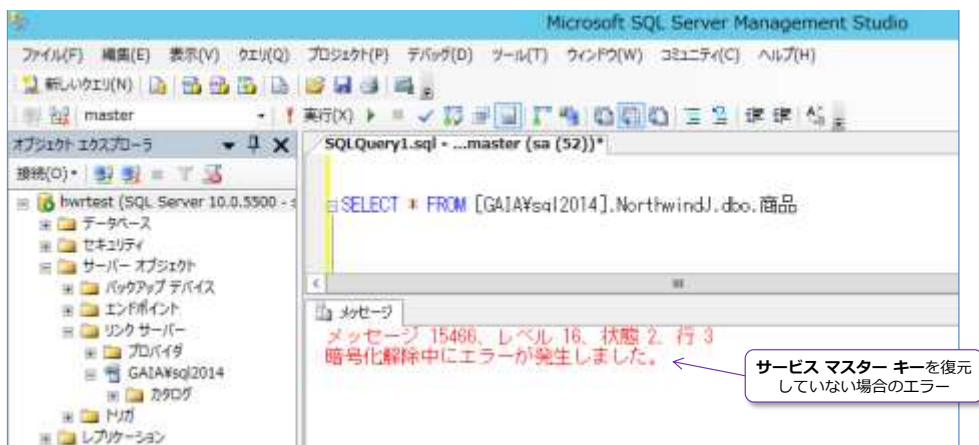 Microsoft SQL Server Management Studio
ファイル(F) 編集(E) 表示(V) クエリ(Q) プロジェクト(P) デバッグ(D) ツール(T) ウィンドウ(W) コミュニティ(C) ヘルプ(H)
新しいクエリ(N)
master
実行(X)
オブジェクト エクスプローラ
SQLQuery1.sql - ...master (sa (52))*
接続(O)
hwrtest (SQL Server 10.0.5500 - s
SELECT * FROM [GAIA¥sql2014].NorthwindJ.dbo.商品
データベース
セキュリティ
サーバー オブジェクト
バックアップ デバイス
エンドポイント
リンク サーバー
プロバイダ
GAIA¥sql2014
カタログ
トリガ
レプリケーション
メッセージ
メッセージ 15466、レベル 16、状態 2、行 3
暗号化解除中にエラーが発生しました。
サービス マスター キーを復元
していない場合のエラー